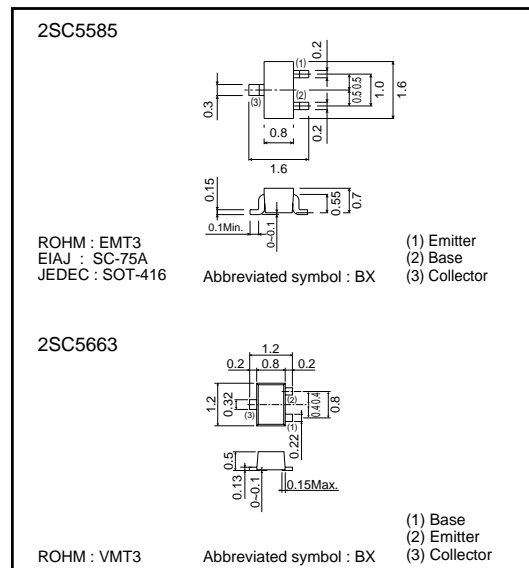 2SC5585
0.2
(1)
(3)
(2)
0.3
0.5 0.5
1.0
1.6
0.8
0.2
1.6
0.15
0.1Min.
0~0.1
0.55
0.7
ROHM : EMT3
EIAJ : SC-75A
JEDEC : SOT-416
Abbreviated symbol : BX
(1) Emitter
(2) Base
(3) Collector
2SC5663
1.2
0.2 0.8 0.2
1.2
0.32
(3)
(2)
(1)
0.4 0.4
0.8
0.22
0.5
0.13
0~0.1
0.15Max.
ROHM : VMT3
Abbreviated symbol : BX
(1) Base
(2) Emitter
(3) Collector